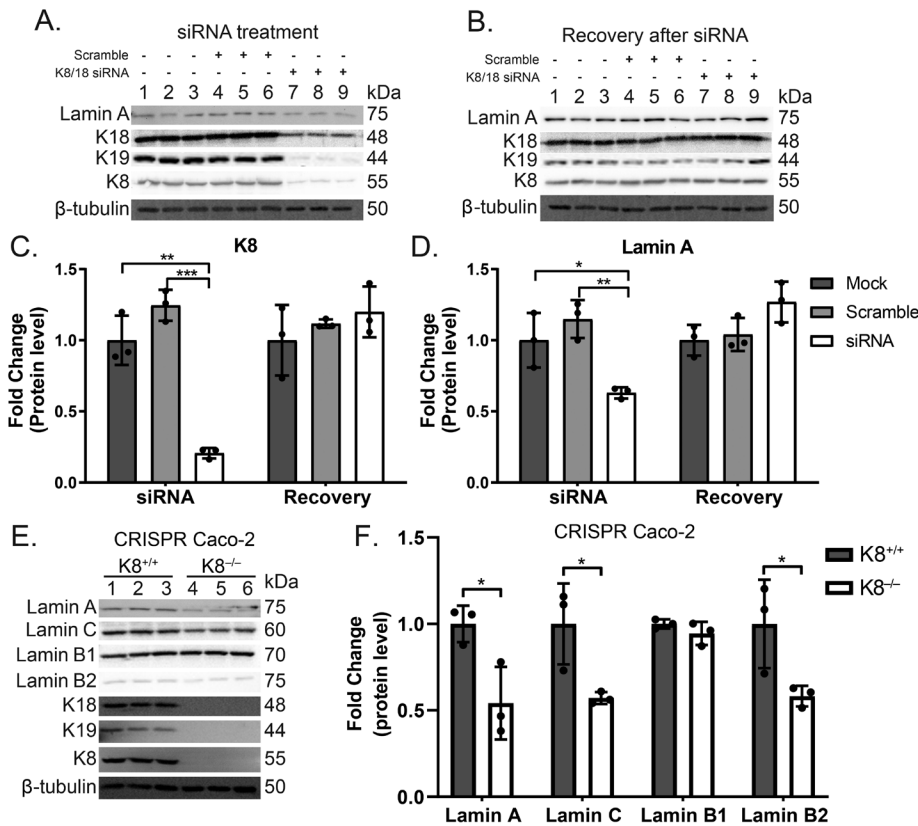 A.
siRNA treatment
Scramble - - - + + + - - -
K8/18 siRNA - - - - - - + + +
1 2 3 4 5 6 7 8 9 kDa
Lamin A 75
K18 48
K19 44
K8 55
β-tubulin 50
B.
Recovery after siRNA
Scramble - - - + + + - - -
K8/18 siRNA - - - - - - + + +
1 2 3 4 5 6 7 8 9 kDa
Lamin A 75
K18 48
K19 44
K8 55
β-tubulin 50
C.
K8
Fold Change
(Protein level)
1.5
1.0
0.5
0.0
**
***
siRNA Recovery
D.
Lamin A
Fold Change
(Protein level)
1.5
1.0
0.5
0.0
*
**
siRNA Recovery
Mock
Scramble
siRNA
E.
CRISPR Caco-2
K8+/+ K8–/–
1 2 3 4 5 6 kDa
Lamin A 75
Lamin C 60
Lamin B1 70
Lamin B2 75
K18 48
K19 44
K8 55
β-tubulin 50
F.
CRISPR Caco-2
Fold Change
(protein level)
1.5
1.0
0.5
0.0
* * *
Lamin A Lamin C Lamin B1 Lamin B2
K8+/+
K8–/–